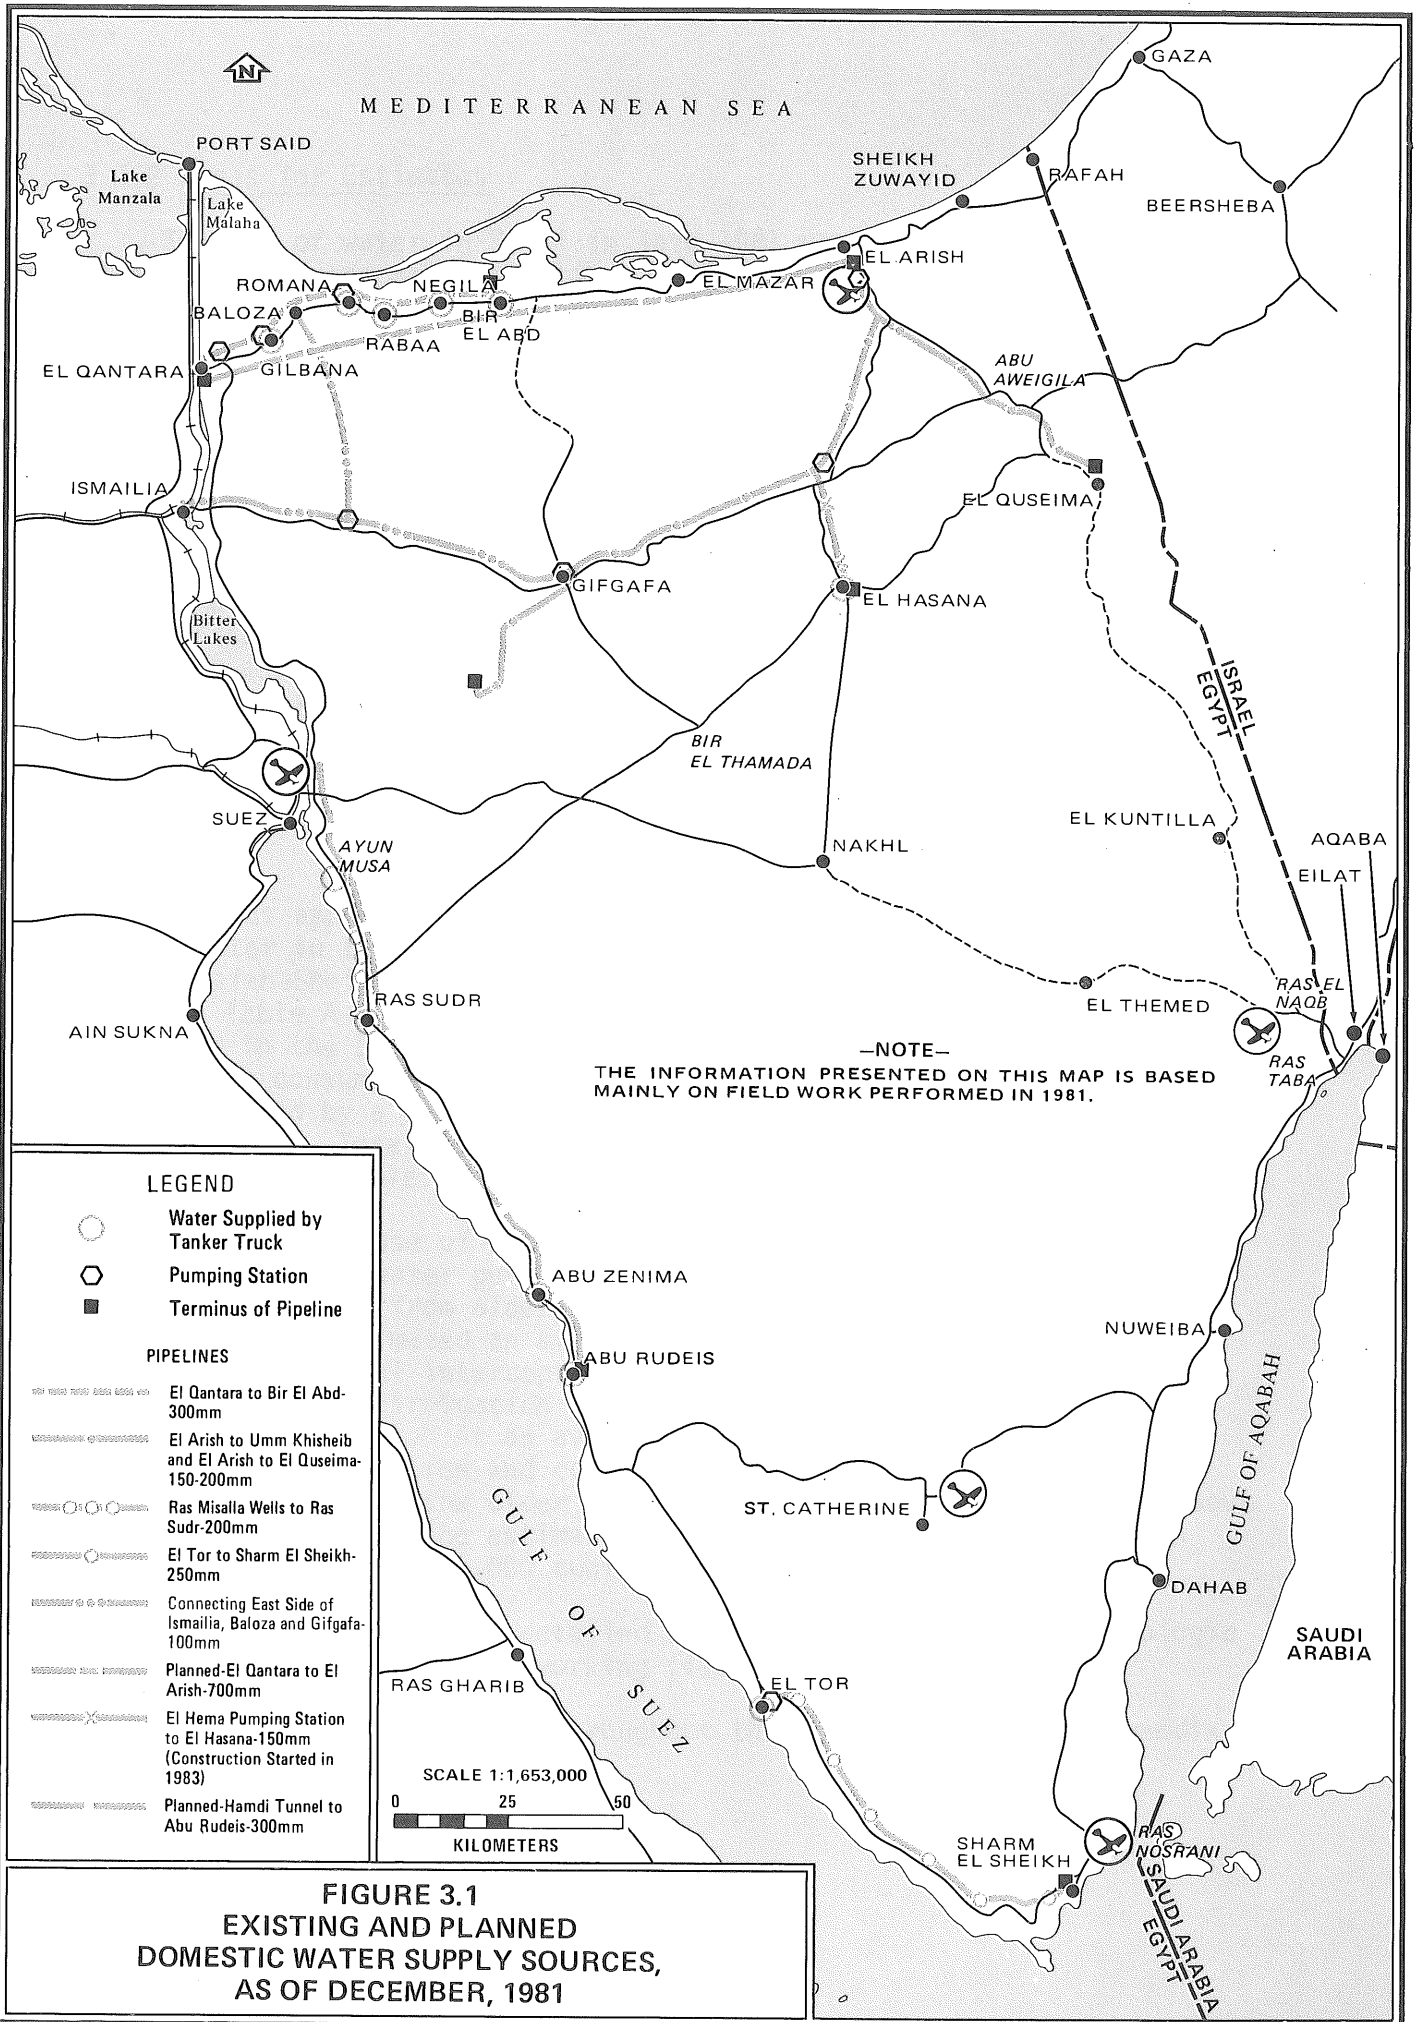 N
MEDITERRANEAN SEA
GAZA
PORT SAID
Lake
Manzala
Lake
Malaha
SHEIKH
ZUWAYID
RAFAH
BEERSHEBA
EL ARISH
ROMANA
NEGILA
EL MAZAR
BALOZA
BIR
EL ABD
RABAA
EL QANTARA
GILBANA
ABU
AWEIGILA
ISMAILIA
EL QUSEIMA
GIFGAFA
EL HASANA
Bitter
Lakes
ISRAEL
EGYPT
BIR
EL THAMADA
SUEZ
AYUN
MUSA
NAKHL
EL KUNTILLA
AQABA
EILAT
RAS SUDR
AIN SUKNA
EL THEMED
RAS EL
NAQB
RAS
TABA
—NOTE—
THE INFORMATION PRESENTED ON THIS MAP IS BASED
MAINLY ON FIELD WORK PERFORMED IN 1981.
ABU ZENIMA
ABU RUDEIS
NUWEIBA
GULF OF AQABAH
ST. CATHERINE
DAHAB
GULF OF SUEZ
SAUDI
ARABIA
RAS GHARIB
EL TOR
SHARM
EL SHEIKH
RAS
NOSRANI
SAUDI ARABIA
EGYPT
LEGEND
Water Supplied by
Tanker Truck
Pumping Station
Terminus of Pipeline
PIPELINES
El Qantara to Bir El Abd-
300mm
El Arish to Umm Khisheib
and El Arish to El Quseima-
150-200mm
Ras Misalla Wells to Ras
Sudr-200mm
El Tor to Sharm El Sheikh-
250mm
Connecting East Side of
Ismailia, Baloza and Gifgafa-
100mm
Planned-El Qantara to El
Arish-700mm
El Hema Pumping Station
to El Hasana-150mm
(Construction Started in
1983)
Planned-Hamdi Tunnel to
Abu Rudeis-300mm
SCALE 1:1,653,000
0 25 50
KILOMETERS
FIGURE 3.1
EXISTING AND PLANNED
DOMESTIC WATER SUPPLY SOURCES,
AS OF DECEMBER, 1981